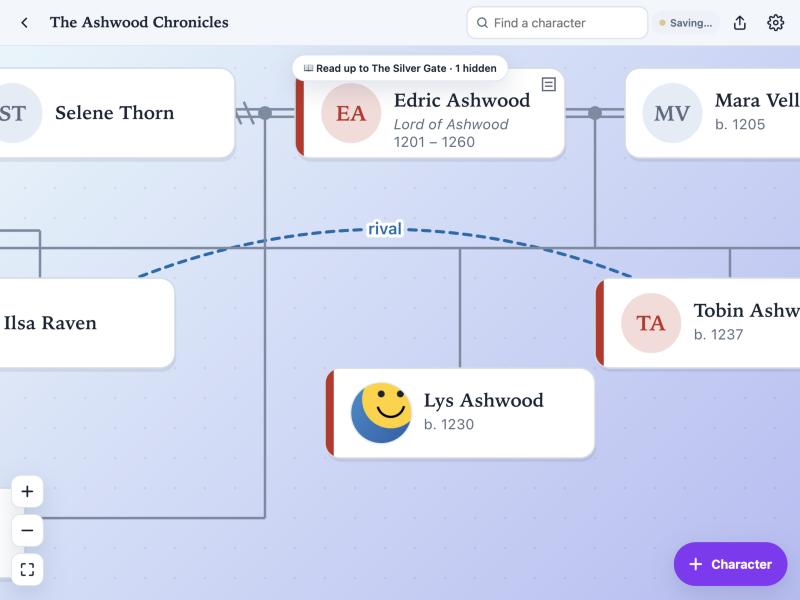 The Ashwood Chronicles
Find a character
Saving...
Read up to The Silver Gate · 1 hidden
ST
Selene Thorn
EA
Edric Ashwood
Lord of Ashwood
1201 – 1260
MV
Mara Vell
b. 1205
rival
Ilsa Raven
TA
Tobin Ashw
b. 1237
Lys Ashwood
b. 1230
+ Character